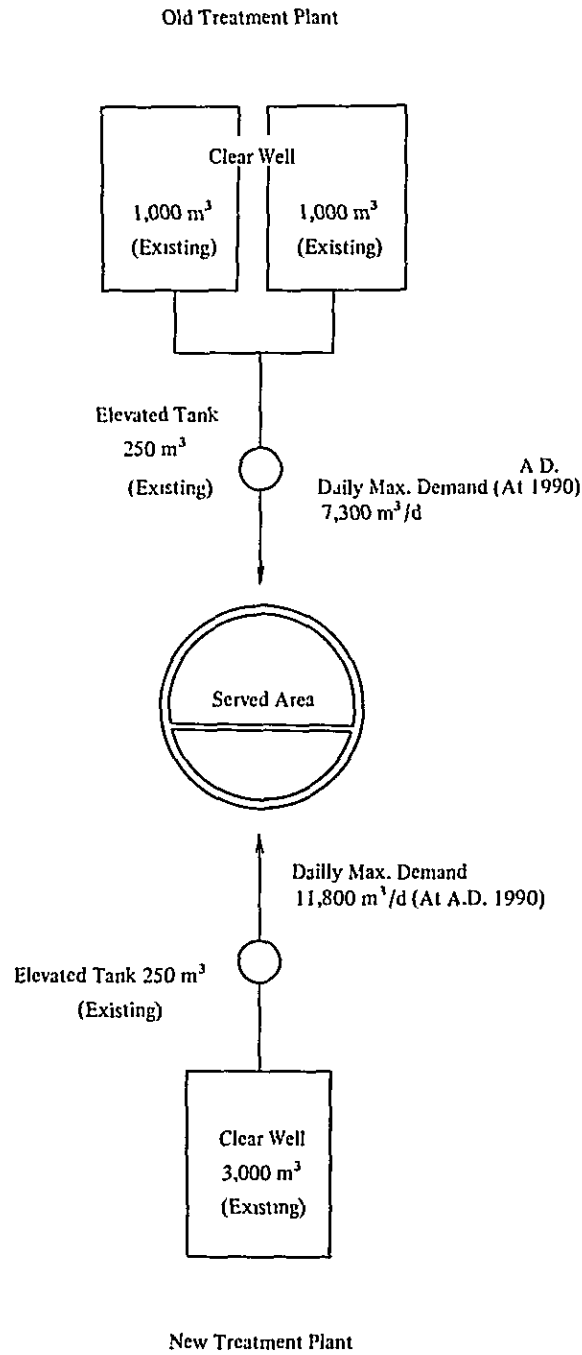 Old Treatment Plant
Clear Well
1,000 m³
(Existing)
1,000 m³
(Existing)
Elevated Tank
250 m³
(Existing)
A D.
Daily Max. Demand (At 1990)
7,300 m³/d
Served Area
Dailly Max. Demand
11,800 m³/d (At A.D. 1990)
Elevated Tank 250 m³
(Existing)
Clear Well
3,000 m³
(Existing)
New Treatment Plant